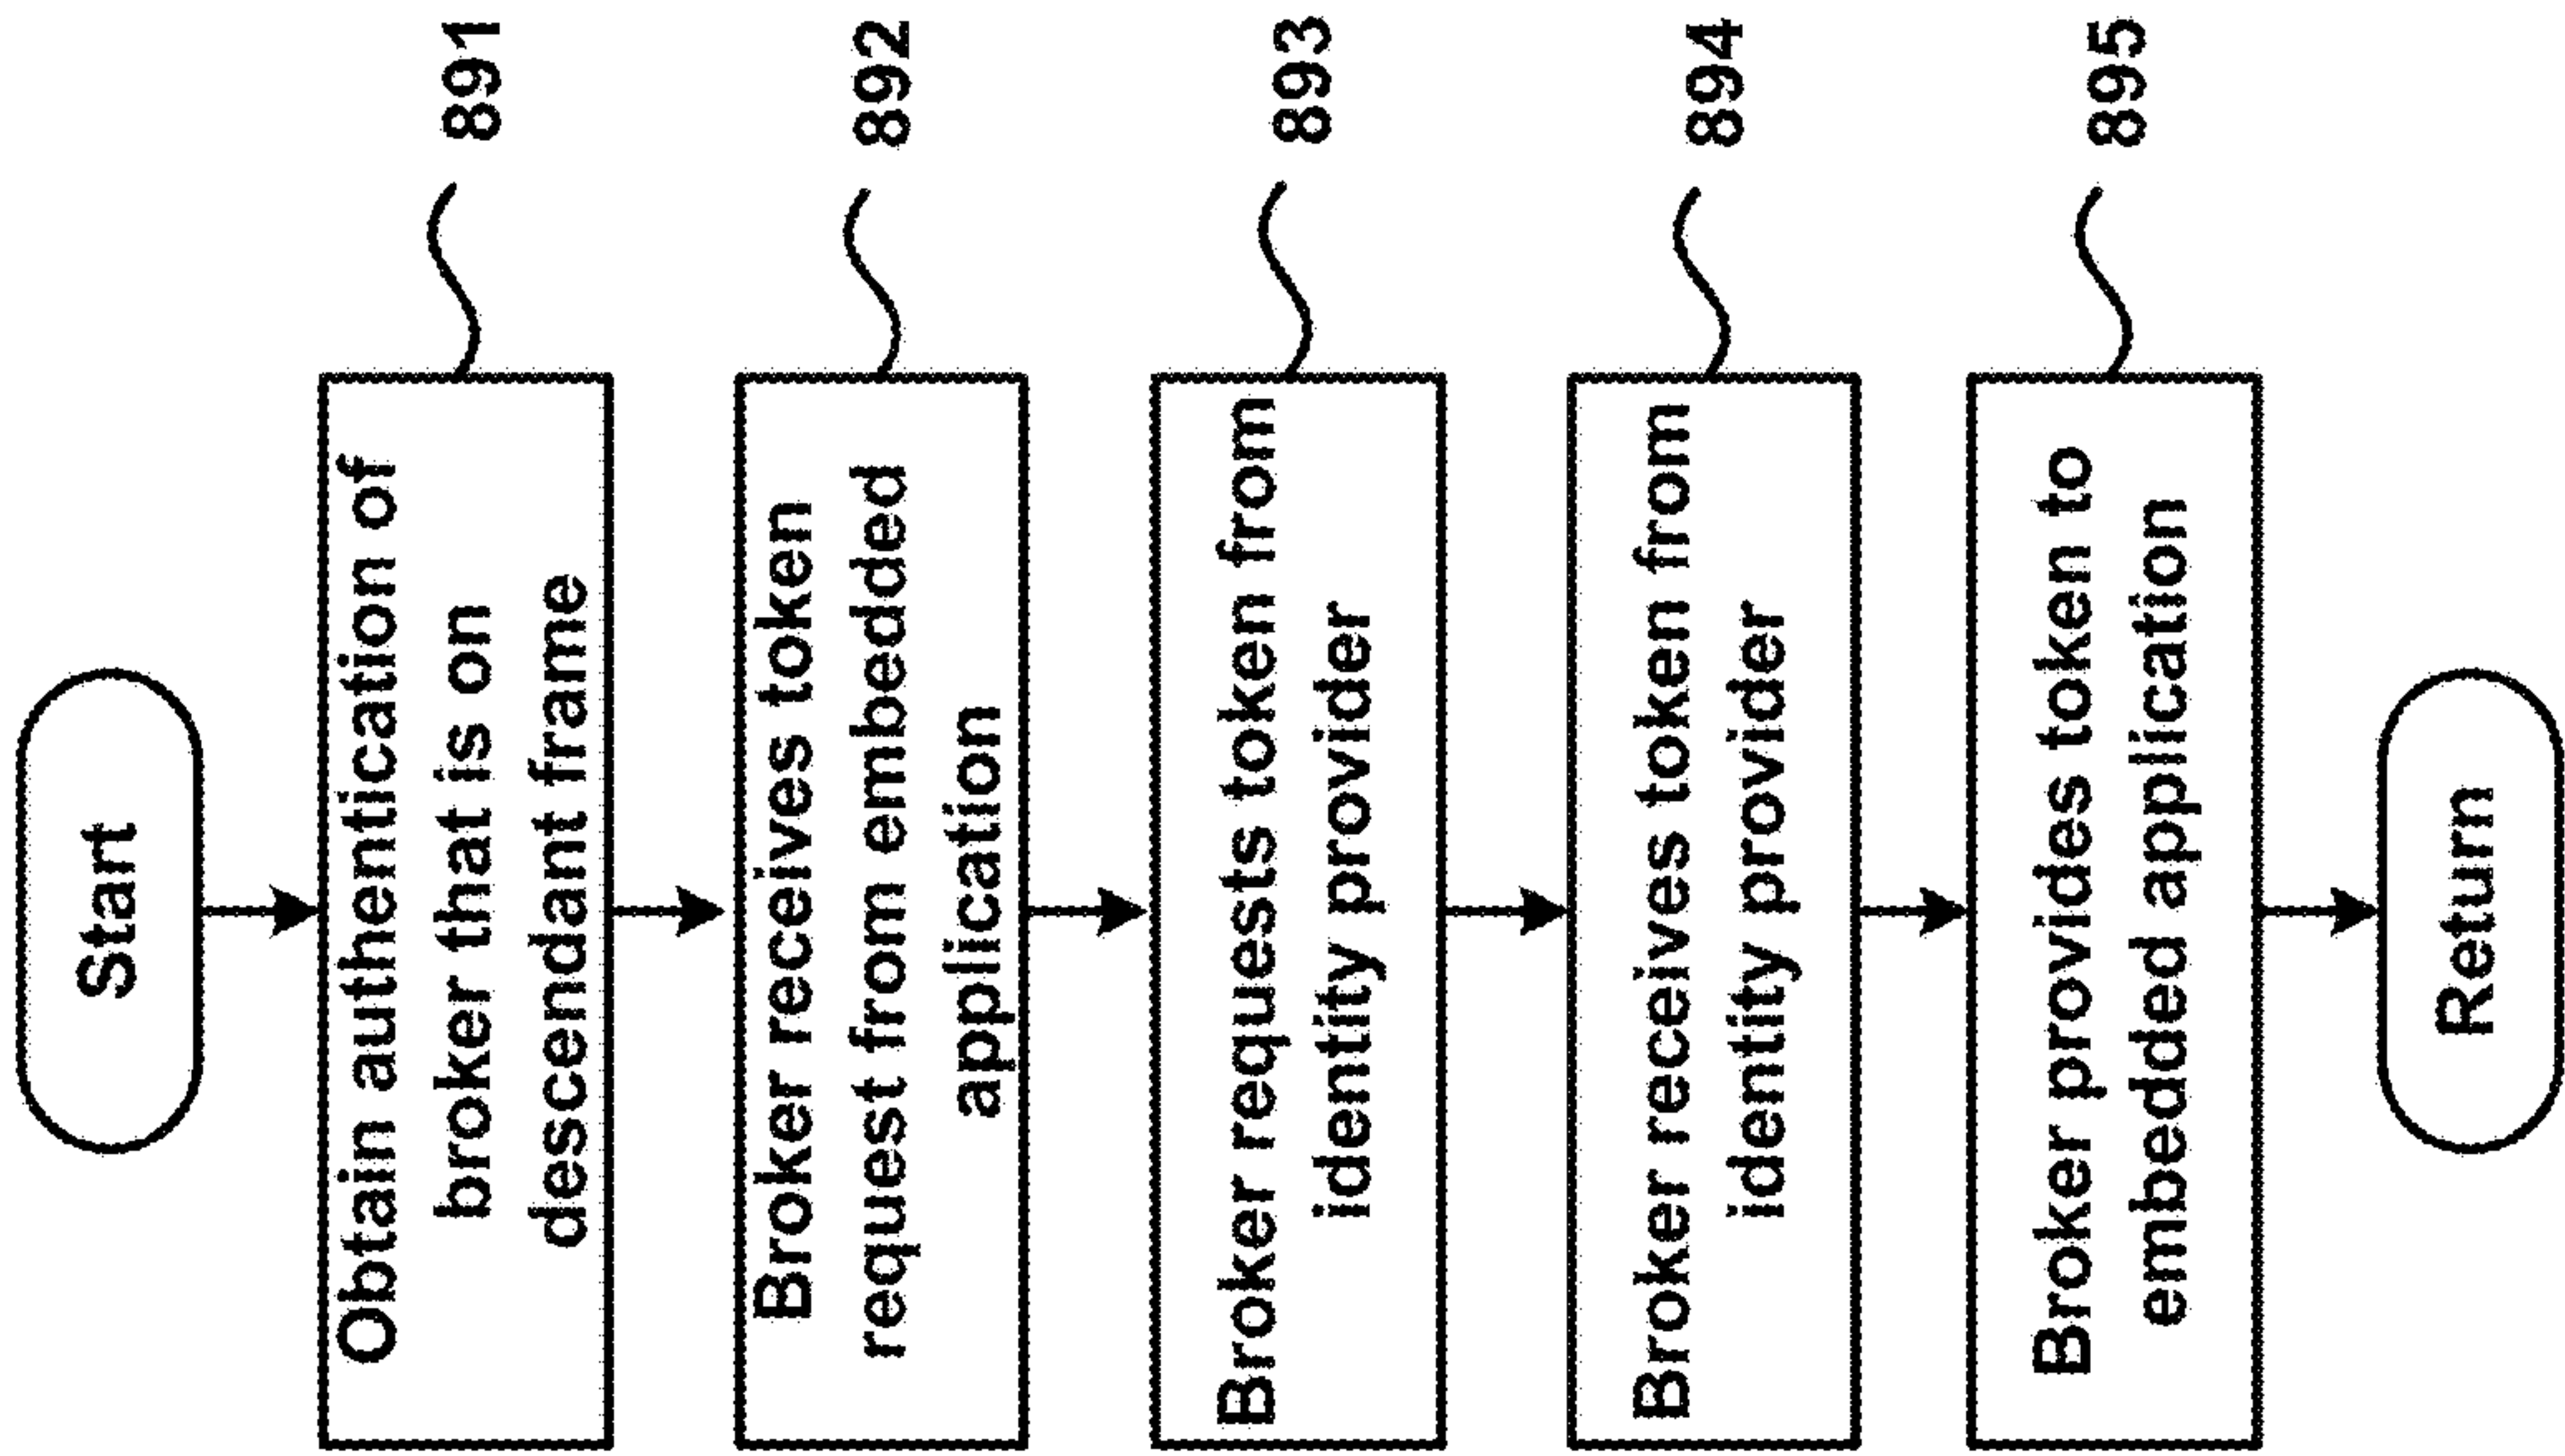 Start
Obtain authentication of
broker that is on
descendant frame
891
Broker receives token
request from embedded
application
892
Broker requests token from
identity provider
893
Broker receives token from
identity provider
894
Broker provides token to
embedded application
895
Return